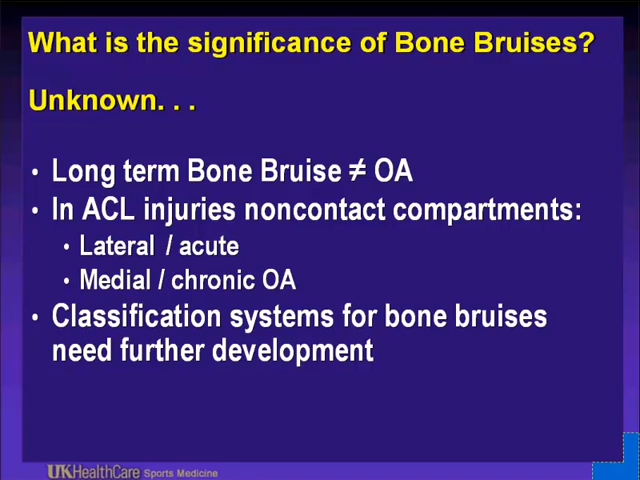 What is the significance of Bone Bruises?
Unknown. . .
• Long term Bone Bruise ≠ OA
• In ACL injuries noncontact compartments:
• Lateral / acute
• Medial / chronic OA
• Classification systems for bone bruises
need further development
UKHealthCare Sports Medicine